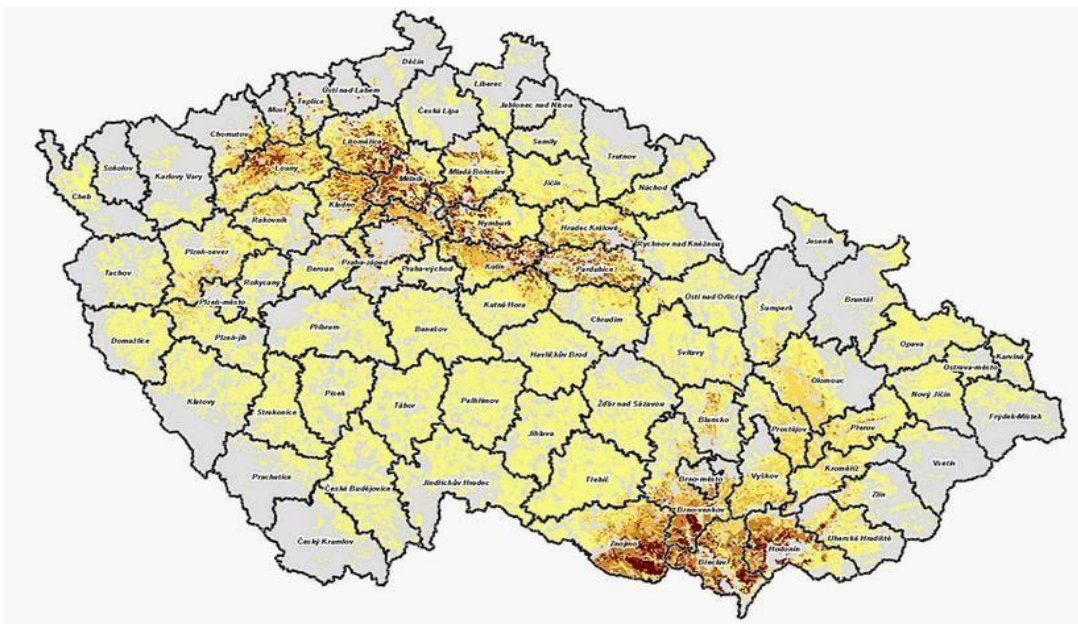 Děčín
Liberec
Ústí nad Labem
Teplice
Most
Jablonec nad Nisou
Česká Lípa
Chomutov
Litoměřice
Semily
Trutnov
Sokolov
Karlovy Vary
Louny
Mělník
Mladá Boleslav
Jičín
Náchod
Cheb
Rakovník
Kladno
Nymburk
Hradec Králové
Rychnov nad Kněžnou
Jeseník
Plzeň-sever
Beroun
Praha-západ
Praha-východ
Kolín
Pardubice
Tachov
Rokycany
Plzeň-město
Kutná Hora
Ústí nad Orlicí
Šumperk
Bruntál
Příbram
Benešov
Chrudim
Domažlice
Plzeň-jih
Opava
Karviná
Ostrava-město
Havlíčkův Brod
Svitavy
Olomouc
Klatovy
Strakonice
Písek
Tábor
Pelhřimov
Žďár nad Sázavou
Nový Jičín
Frýdek-Místek
Blansko
Prostějov
Přerov
Jihlava
Prachatice
České Budějovice
Jindřichův Hradec
Třebíč
Brno-město
Vyškov
Kroměříž
Vsetín
Zlín
Brno-venkov
Český Krumlov
Znojmo
Břeclav
Hodonín
Uherské Hradiště